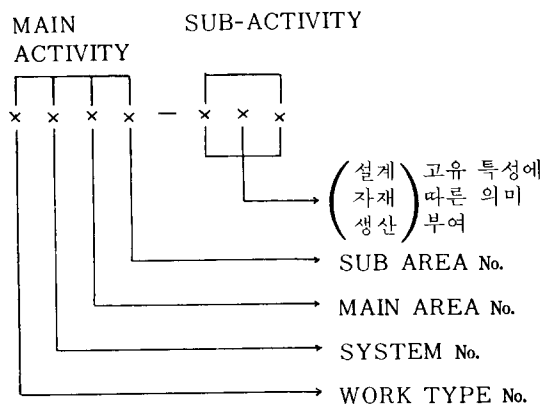 MAIN ACTIVITY
SUB-ACTIVITY
× × × × - × × ×
(설계 자재 생산) 고유 특성에 따른 의미 부여
SUB AREA No.
MAIN AREA No.
SYSTEM No.
WORK TYPE No.